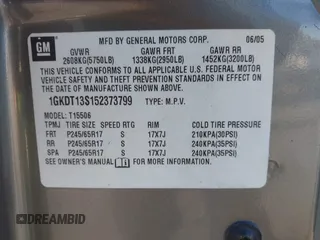 GM
MFD BY GENERAL MOTORS CORP. 06/05
GVWR GAWR FRT GAWR RR
2608KG(5750LB) 1338KG(2950LB) 1452KG(3200LB)
THIS VEHICLE CONFORMS TO ALL APPLICABLE U.S. FEDERAL
MOTOR VEHICLE SAFETY AND THEFT PREVENTION STANDARDS IN EFFECT ON
THE DATE OF MANUFACTURE SHOWN ABOVE.
1GKDT13S152373799 TYPE: M.P.V.
MODEL: T15506
TPMJ TIRE SIZE SPEED RTG RIM COLD TIRE PRESSURE
FRT P245/65R17 S 17X7J 210KPA(30PSI)
RR P245/65R17 S 17X7J 240KPA(35PSI)
SPA P245/65R17 S 17X7J 240KPA(35PSI)
SEE OWNER'S MANUAL FOR MORE INFORMATION
DREAMBID